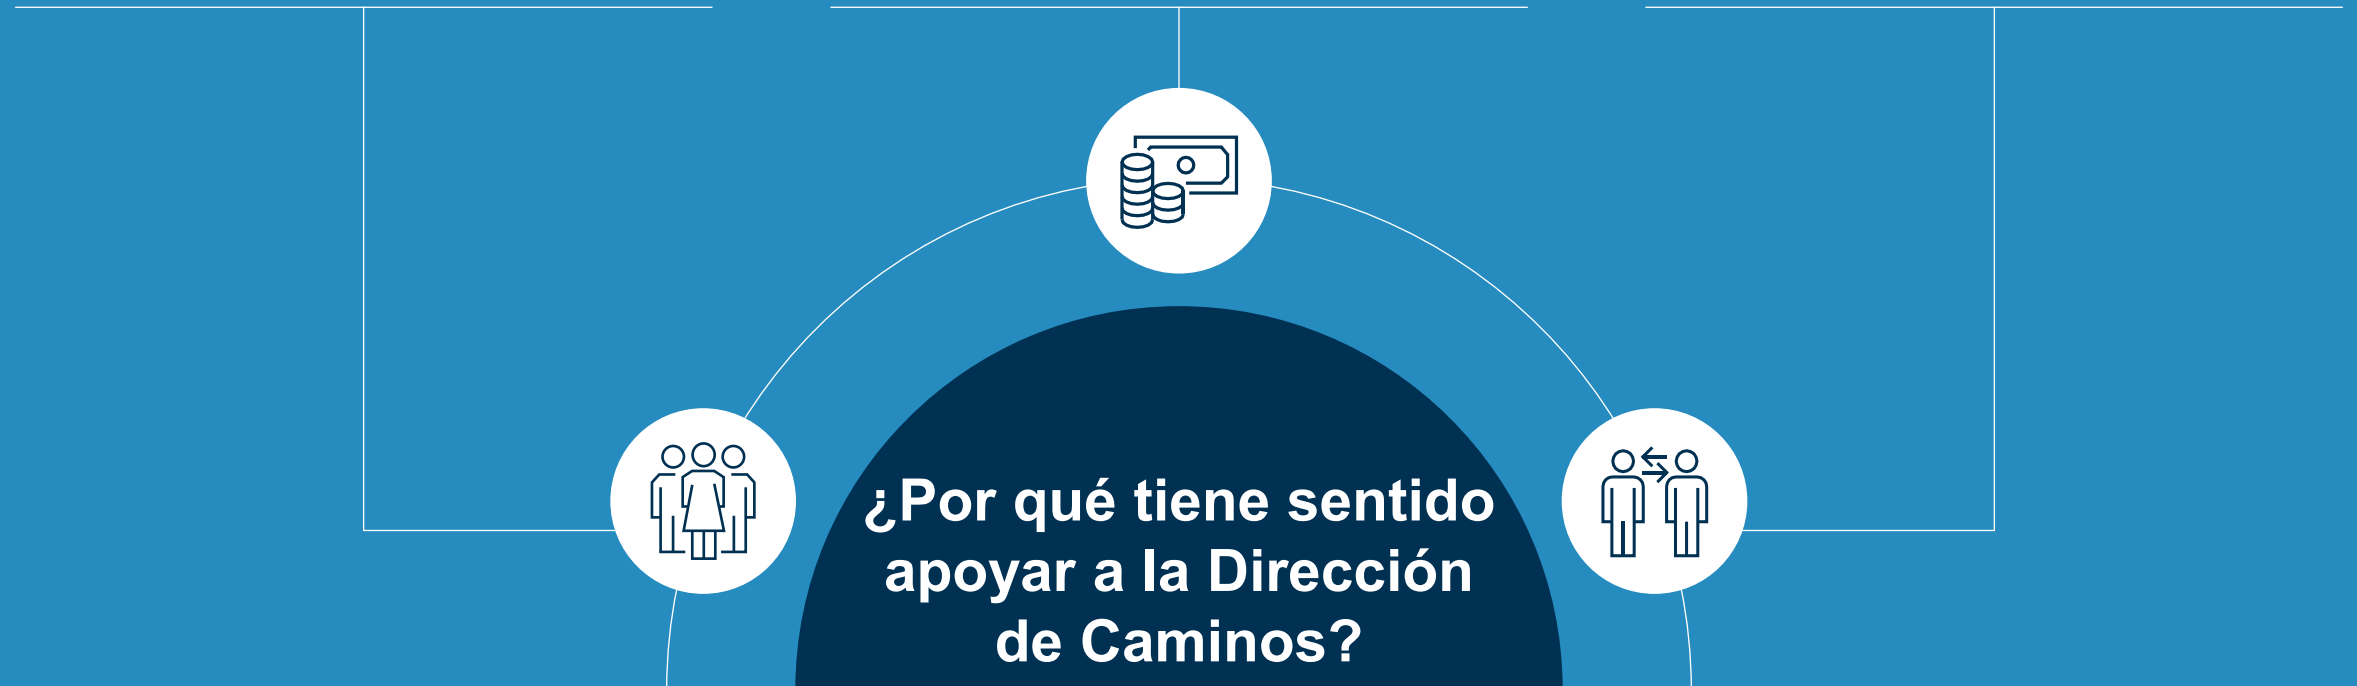 ¿Por qué tiene sentido
apoyar a la Dirección
de Caminos?